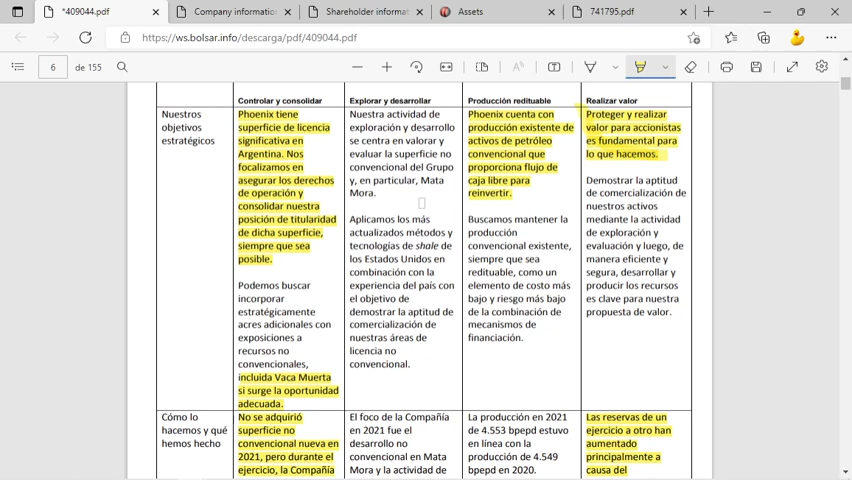 *409044.pdf
Company informatio
Shareholder informat
Assets
741795.pdf
https://ws.bolsar.info/descarga/pdf/409044.pdf
6 de 155
Controlar y consolidar
Explorar y desarrollar
Producción redituable
Realizar valor
Nuestros
objetivos
estratégicos
Phoenix tiene
superficie de licencia
significativa en
Argentina. Nos
focalizamos en
asegurar los derechos
de operación y
consolidar nuestra
posición de titularidad
de dicha superficie,
siempre que sea
posible.
Podemos buscar
incorporar
estratégicamente
acres adicionales con
exposiciones a
recursos no
convencionales,
incluida Vaca Muerta
si surge la oportunidad
adecuada.
Nuestra actividad de
exploración y desarrollo
se centra en valorar y
evaluar la superficie no
convencional del Grupo
y, en particular, Mata
Mora.
Aplicamos los más
actualizados métodos y
tecnologías de shale de
los Estados Unidos en
combinación con la
experiencia del país con
el objetivo de
demostrar la aptitud de
comercialización de
nuestras áreas de
licencia no
convencional.
Phoenix cuenta con
producción existente de
activos de petróleo
convencional que
proporciona flujo de
caja libre para
reinvertir.
Buscamos mantener la
producción
convencional existente,
siempre que sea
redituable, como un
elemento de costo más
bajo y riesgo más bajo
de la combinación de
mecanismos de
financiación.
Proteger y realizar
valor para accionistas
es fundamental para
lo que hacemos.
Demostrar la aptitud
de comercialización de
nuestros activos
mediante la actividad
de exploración y
evaluación y luego, de
manera eficiente y
segura, desarrollar y
producir los recursos
es clave para nuestra
propuesta de valor.
Cómo lo
hacemos y qué
hemos hecho
No se adquirió
superficie no
convencional nueva en
2021, pero durante el
ejercicio, la Compañía
El foco de la Compañía
en 2021 fue el
desarrollo no
convencional en Mata
Mora y la actividad de
La producción en 2021
de 4.553 bpepd estuvo
en línea con la
producción de 4.549
bpepd en 2020.
Las reservas de un
ejercicio a otro han
aumentado
principalmente a
causa del